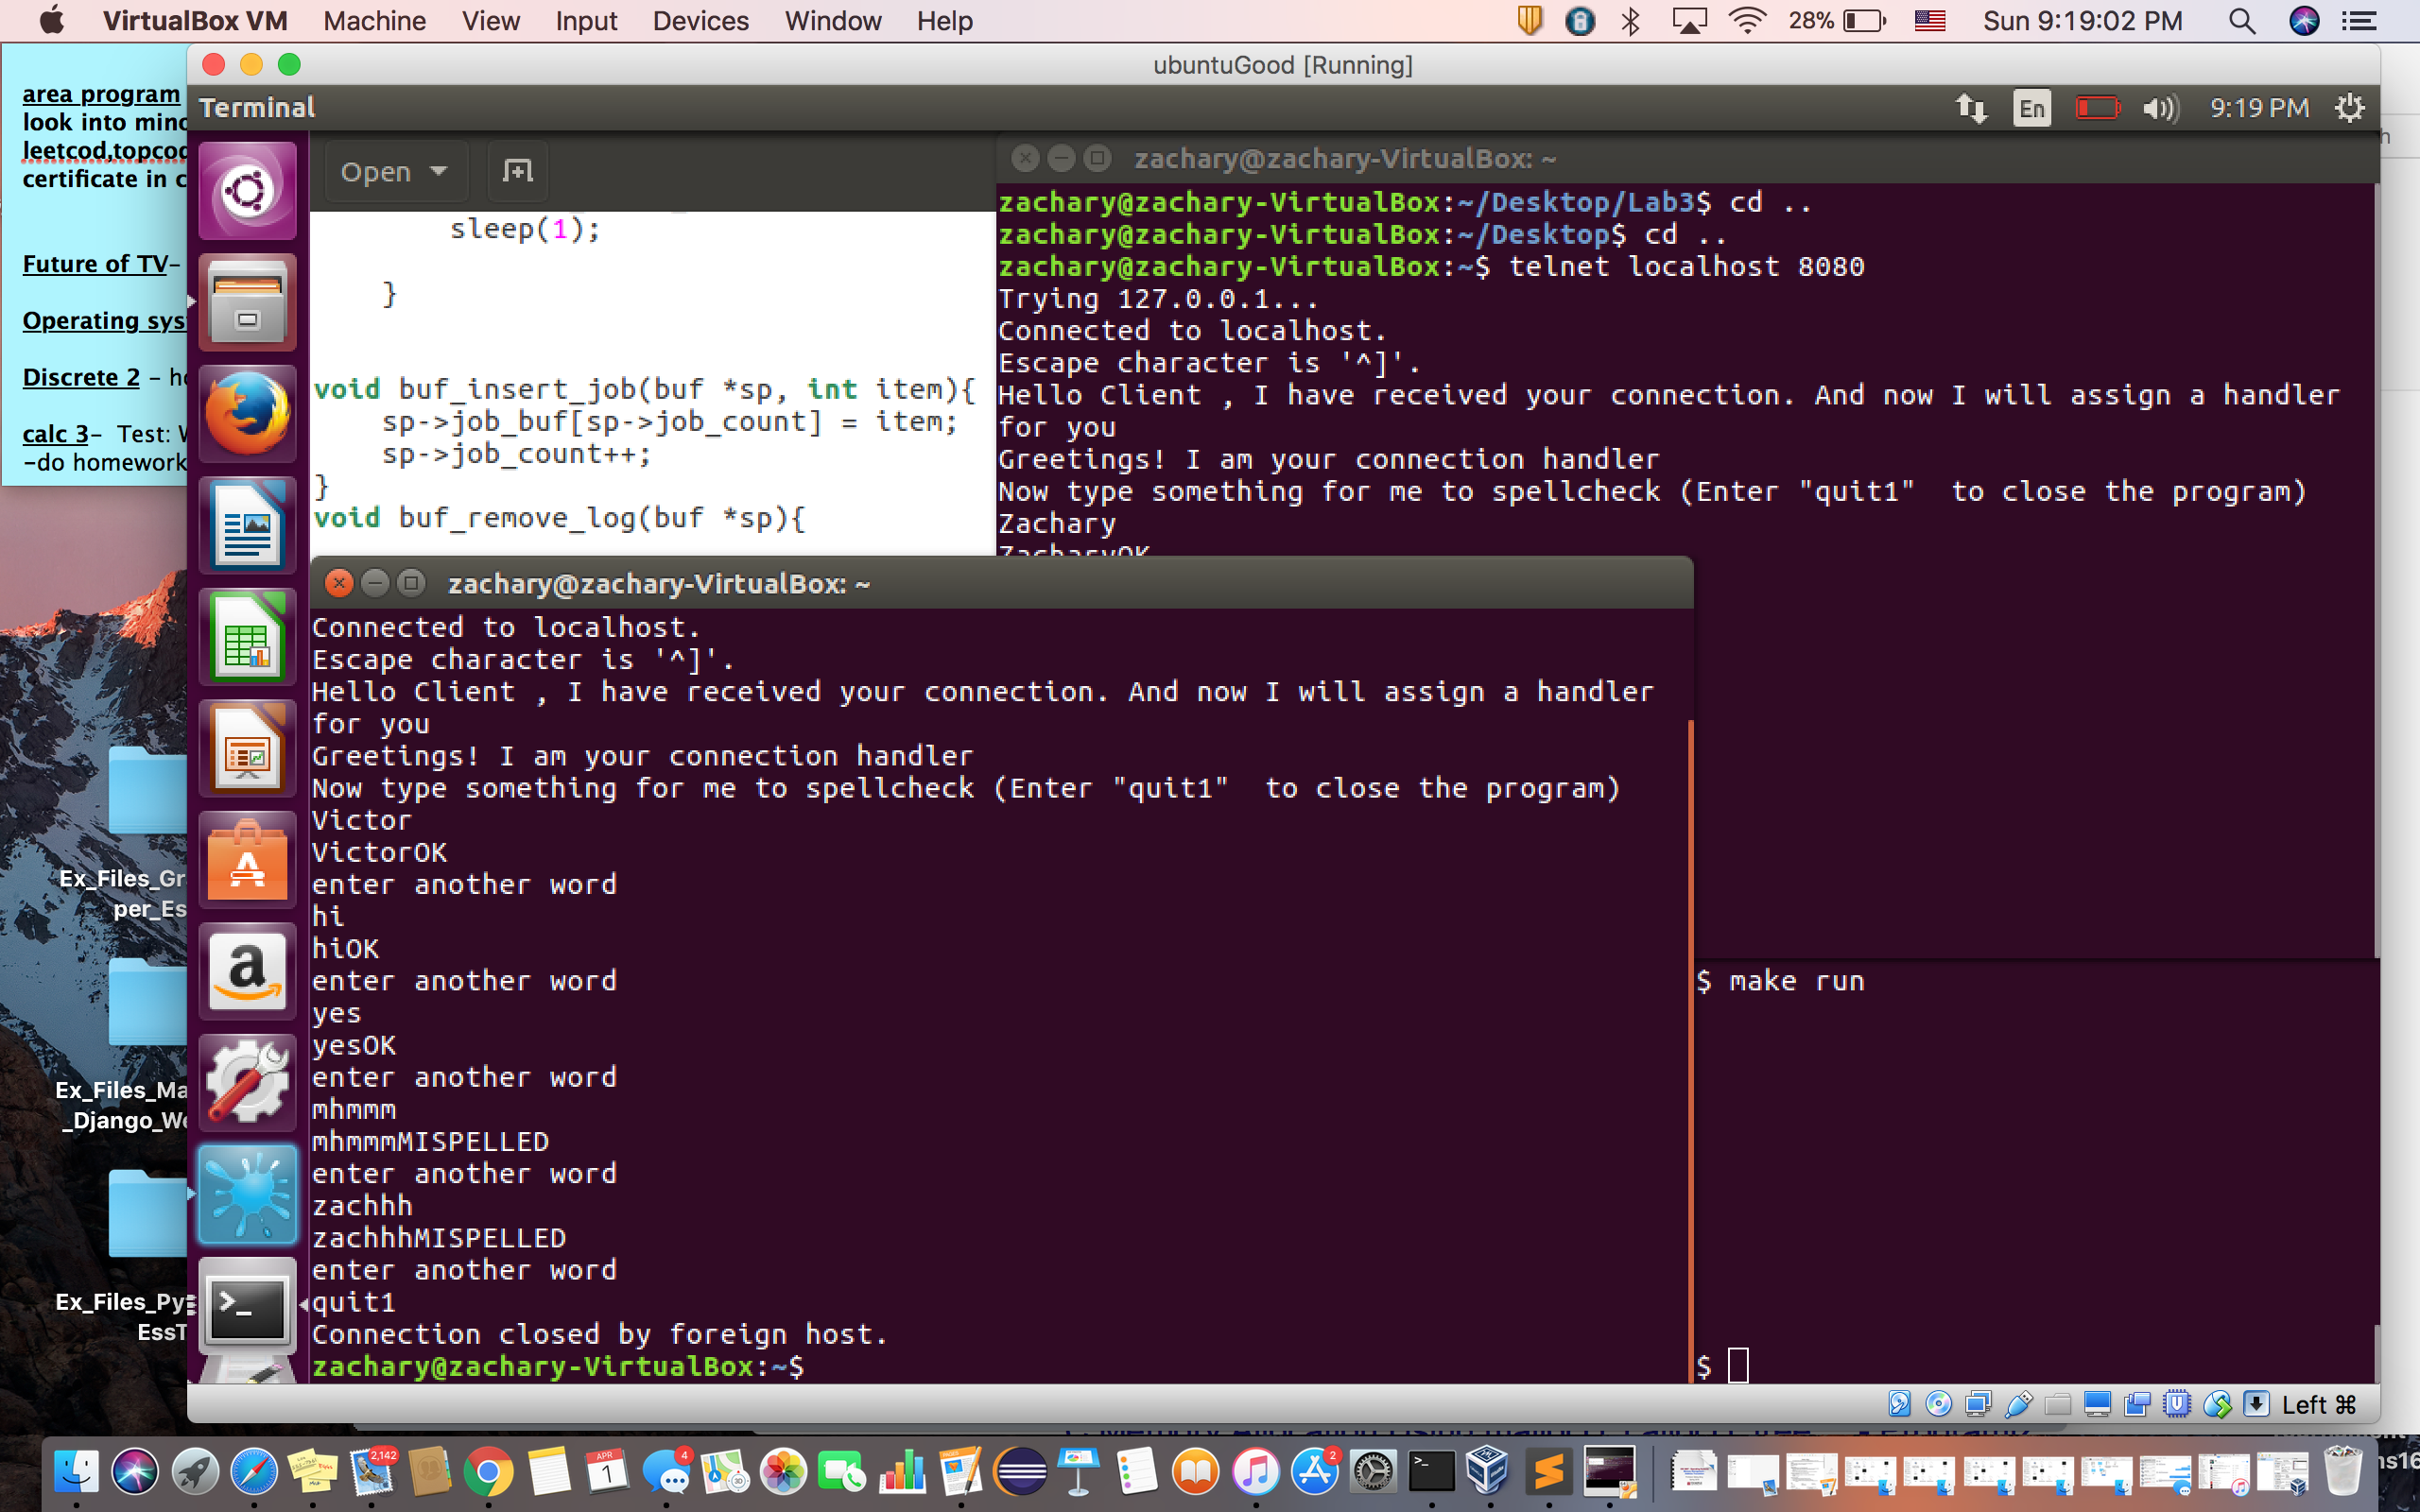 VirtualBox VM Machine View Input Devices Window Help
28% Sun 9:19:02 PM
ubuntuGood [Running]
Terminal
En 9:19 PM
area program
look into
leetcod,topcod
certificate in
Future of TV–
Operating
Discrete 2 –
calc 3– Test:
–do homework
Open
sleep(1);
}
void buf_insert_job(buf *sp, int item){
sp->job_buf[sp->job_count] = item;
sp->job_count++;
}
void buf_remove_log(buf *sp){
zachary@zachary-VirtualBox: ~
zachary@zachary-VirtualBox:~/Desktop/Lab3$ cd ..
zachary@zachary-VirtualBox:~/Desktop$ cd ..
zachary@zachary-VirtualBox:~$ telnet localhost 8080
Trying 127.0.0.1...
Connected to localhost.
Escape character is '^]'.
Hello Client , I have received your connection. And now I will assign a handler
for you
Greetings! I am your connection handler
Now type something for me to spellcheck (Enter "quit1"  to close the program)
Zachary
ZacharyOK
zachary@zachary-VirtualBox: ~
Connected to localhost.
Escape character is '^]'.
Hello Client , I have received your connection. And now I will assign a handler
for you
Greetings! I am your connection handler
Now type something for me to spellcheck (Enter "quit1"  to close the program)
Victor
VictorOK
enter another word
hi
hiOK
enter another word
yes
yesOK
enter another word
mhmmm
mhmmmMISPELLED
enter another word
zachhh
zachhhMISPELLED
enter another word
quit1
Connection closed by foreign host.
zachary@zachary-VirtualBox:~$
$ make run
$
Ex_Files_Gr
per_Es
Ex_Files_Ma
_Django_We
Ex_Files_Py
EssT
Left ⌘
2,142
APR
1
4
2